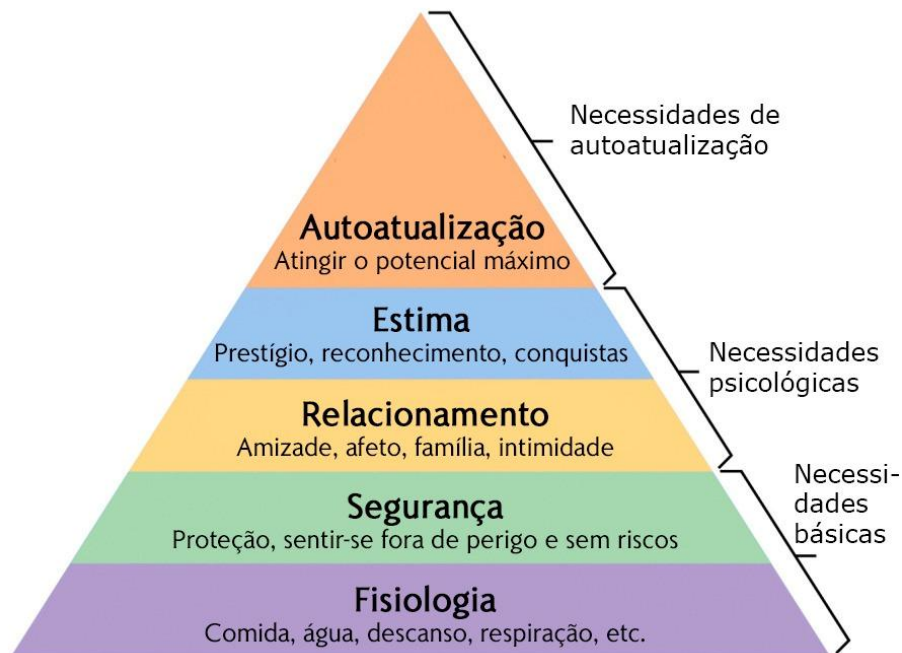 Necessidades de
autoatualização
Autoatualização
Atingir o potencial máximo
Estima
Prestígio, reconhecimento, conquistas
Necessidades
psicológicas
Relacionamento
Amizade, afeto, família, intimidade
Necessi-
dades
básicas
Segurança
Proteção, sentir-se fora de perigo e sem riscos
Fisiologia
Comida, água, descanso, respiração, etc.